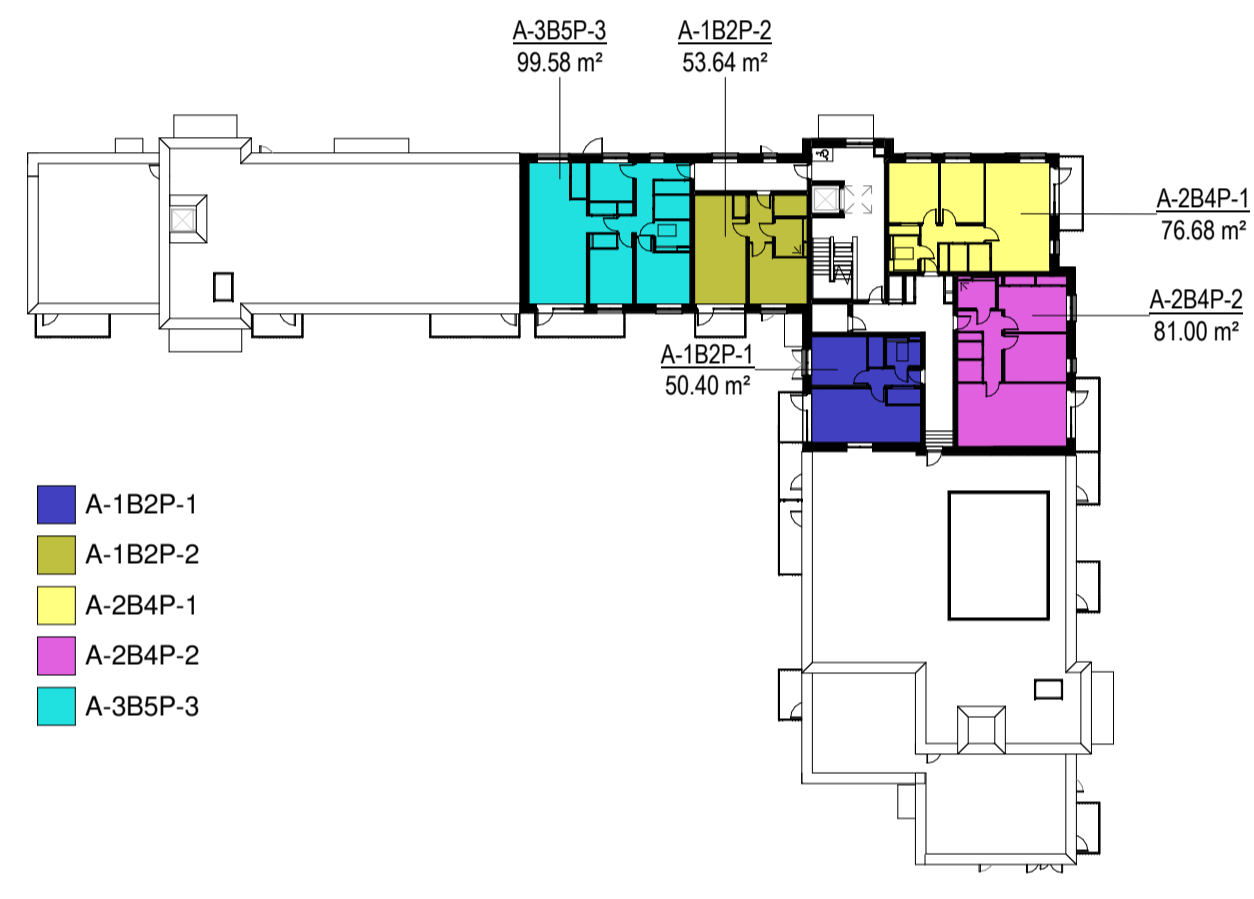 A-3B5P-3
99.58 m²
A-1B2P-2
53.64 m²
A-2B4P-1
76.68 m²
A-2B4P-2
81.00 m²
A-1B2P-1
50.40 m²
A-1B2P-1
A-1B2P-2
A-2B4P-1
A-2B4P-2
A-3B5P-3